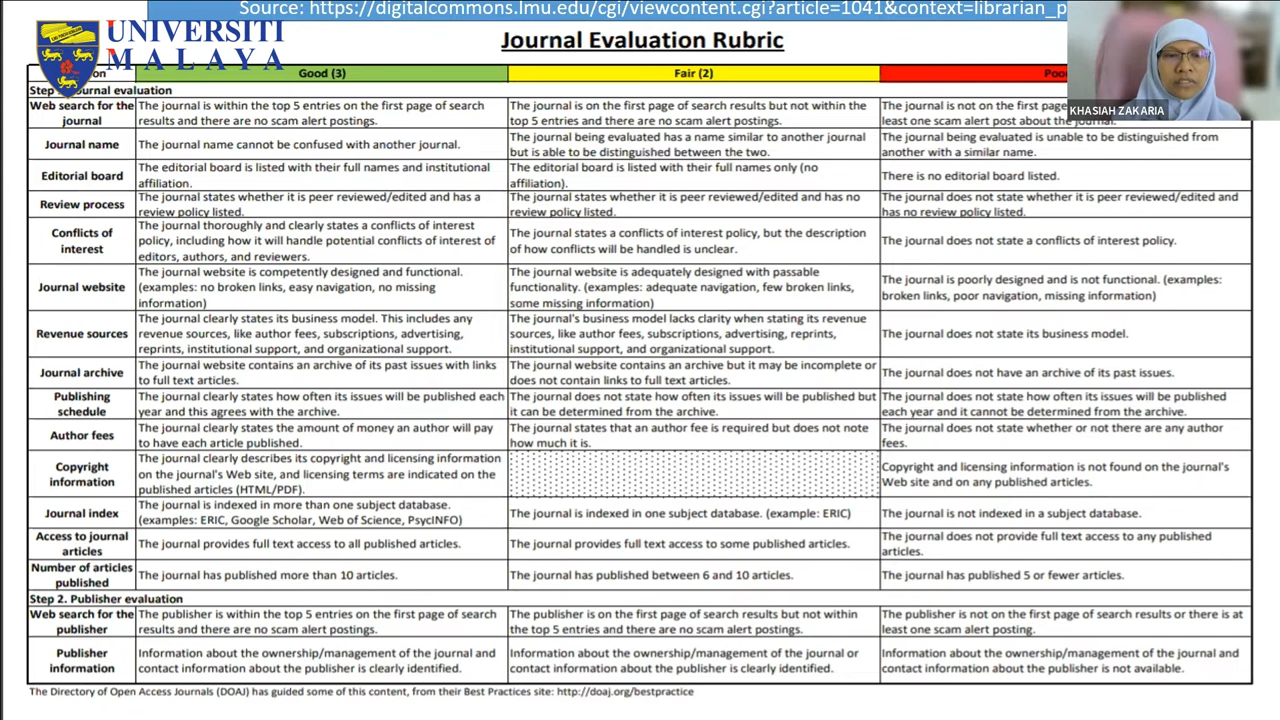 Source: https://digitalcommons.lmu.edu/cgi/viewcontent.cgi?article=1041&context=librarian_p
UNIVERSITI
MALAYA
Journal Evaluation Rubric
KHASIAH ZAKARIA
Good (3)
Fair (2)
Journal evaluation
Web search for the
journal
The journal is within the top 5 entries on the first page of search
results and there are no scam alert postings.
The journal is on the first page of search results but not within the
top 5 entries and there are no scam alert postings.
The journal is not on the first page
least one scam alert post about the journal.
Journal name
The journal name cannot be confused with another journal.
The journal being evaluated has a name similar to another journal
but is able to be distinguished between the two.
The journal being evaluated is unable to be distinguished from
another with a similar name.
Editorial board
The editorial board is listed with their full names and institutional
affiliation.
The editorial board is listed with their full names only (no
affiliation).
There is no editorial board listed.
Review process
The journal states whether it is peer reviewed/edited and has a
review policy listed.
The journal states whether it is peer reviewed/edited and has no
review policy listed.
The journal does not state whether it is peer reviewed/edited and
has no review policy listed.
Conflicts of
interest
The journal thoroughly and clearly states a conflicts of interest
policy, including how it will handle potential conflicts of interest of
editors, authors, and reviewers.
The journal states a conflicts of interest policy, but the description
of how conflicts will be handled is unclear.
The journal does not state a conflicts of interest policy.
Journal website
The journal website is competently designed and functional.
(examples: no broken links, easy navigation, no missing
information)
The journal website is adequately designed with passable
functionality. (examples: adequate navigation, few broken links,
some missing information)
The journal is poorly designed and is not functional. (examples:
broken links, poor navigation, missing information)
Revenue sources
The journal clearly states its business model. This includes any
revenue sources, like author fees, subscriptions, advertising,
reprints, institutional support, and organizational support.
The journal's business model lacks clarity when stating its revenue
sources, like author fees, subscriptions, advertising, reprints,
institutional support, and organizational support.
The journal does not state its business model.
Journal archive
The journal website contains an archive of its past issues with links
to full text articles.
The journal website contains an archive but it may be incomplete or
does not contain links to full text articles.
The journal does not have an archive of its past issues.
Publishing
schedule
The journal clearly states how often its issues will be published each
year and this agrees with the archive.
The journal does not state how often its issues will be published but
it can be determined from the archive.
The journal does not state how often its issues will be published
each year and it cannot be determined from the archive.
Author fees
The journal clearly states the amount of money an author will pay
to have each article published.
The journal states that an author fee is required but does not note
how much it is.
The journal does not state whether or not there are any author
fees.
Copyright
information
The journal clearly describes its copyright and licensing information
on the journal's Web site, and licensing terms are indicated on the
published articles (HTML/PDF).
Copyright and licensing information is not found on the journal's
Web site and on any published articles.
Journal index
The journal is indexed in more than one subject database.
(examples: ERIC, Google Scholar, Web of Science, PsycINFO)
The journal is indexed in one subject database. (example: ERIC)
The journal is not indexed in a subject database.
Access to journal
articles
The journal provides full text access to all published articles.
The journal provides full text access to some published articles.
The journal does not provide full text access to any published
articles.
Number of articles
published
The journal has published more than 10 articles.
The journal has published between 6 and 10 articles.
The journal has published 5 or fewer articles.
Step 2. Publisher evaluation
Web search for the
publisher
The publisher is within the top 5 entries on the first page of search
results and there are no scam alert postings.
The publisher is on the first page of search results but not within
the top 5 entries and there are no scam alert postings.
The publisher is not on the first page of search results or there is at
least one scam alert posting.
Publisher
information
Information about the ownership/management of the journal and
contact information about the publisher is clearly identified.
Information about the ownership/management of the journal or
contact information about the publisher is clearly identified.
Information about the ownership/management of the journal and
contact information about the publisher is not available.
The Directory of Open Access Journals (DOAJ) has guided some of this content, from their Best Practices site: http://doaj.org/bestpractice